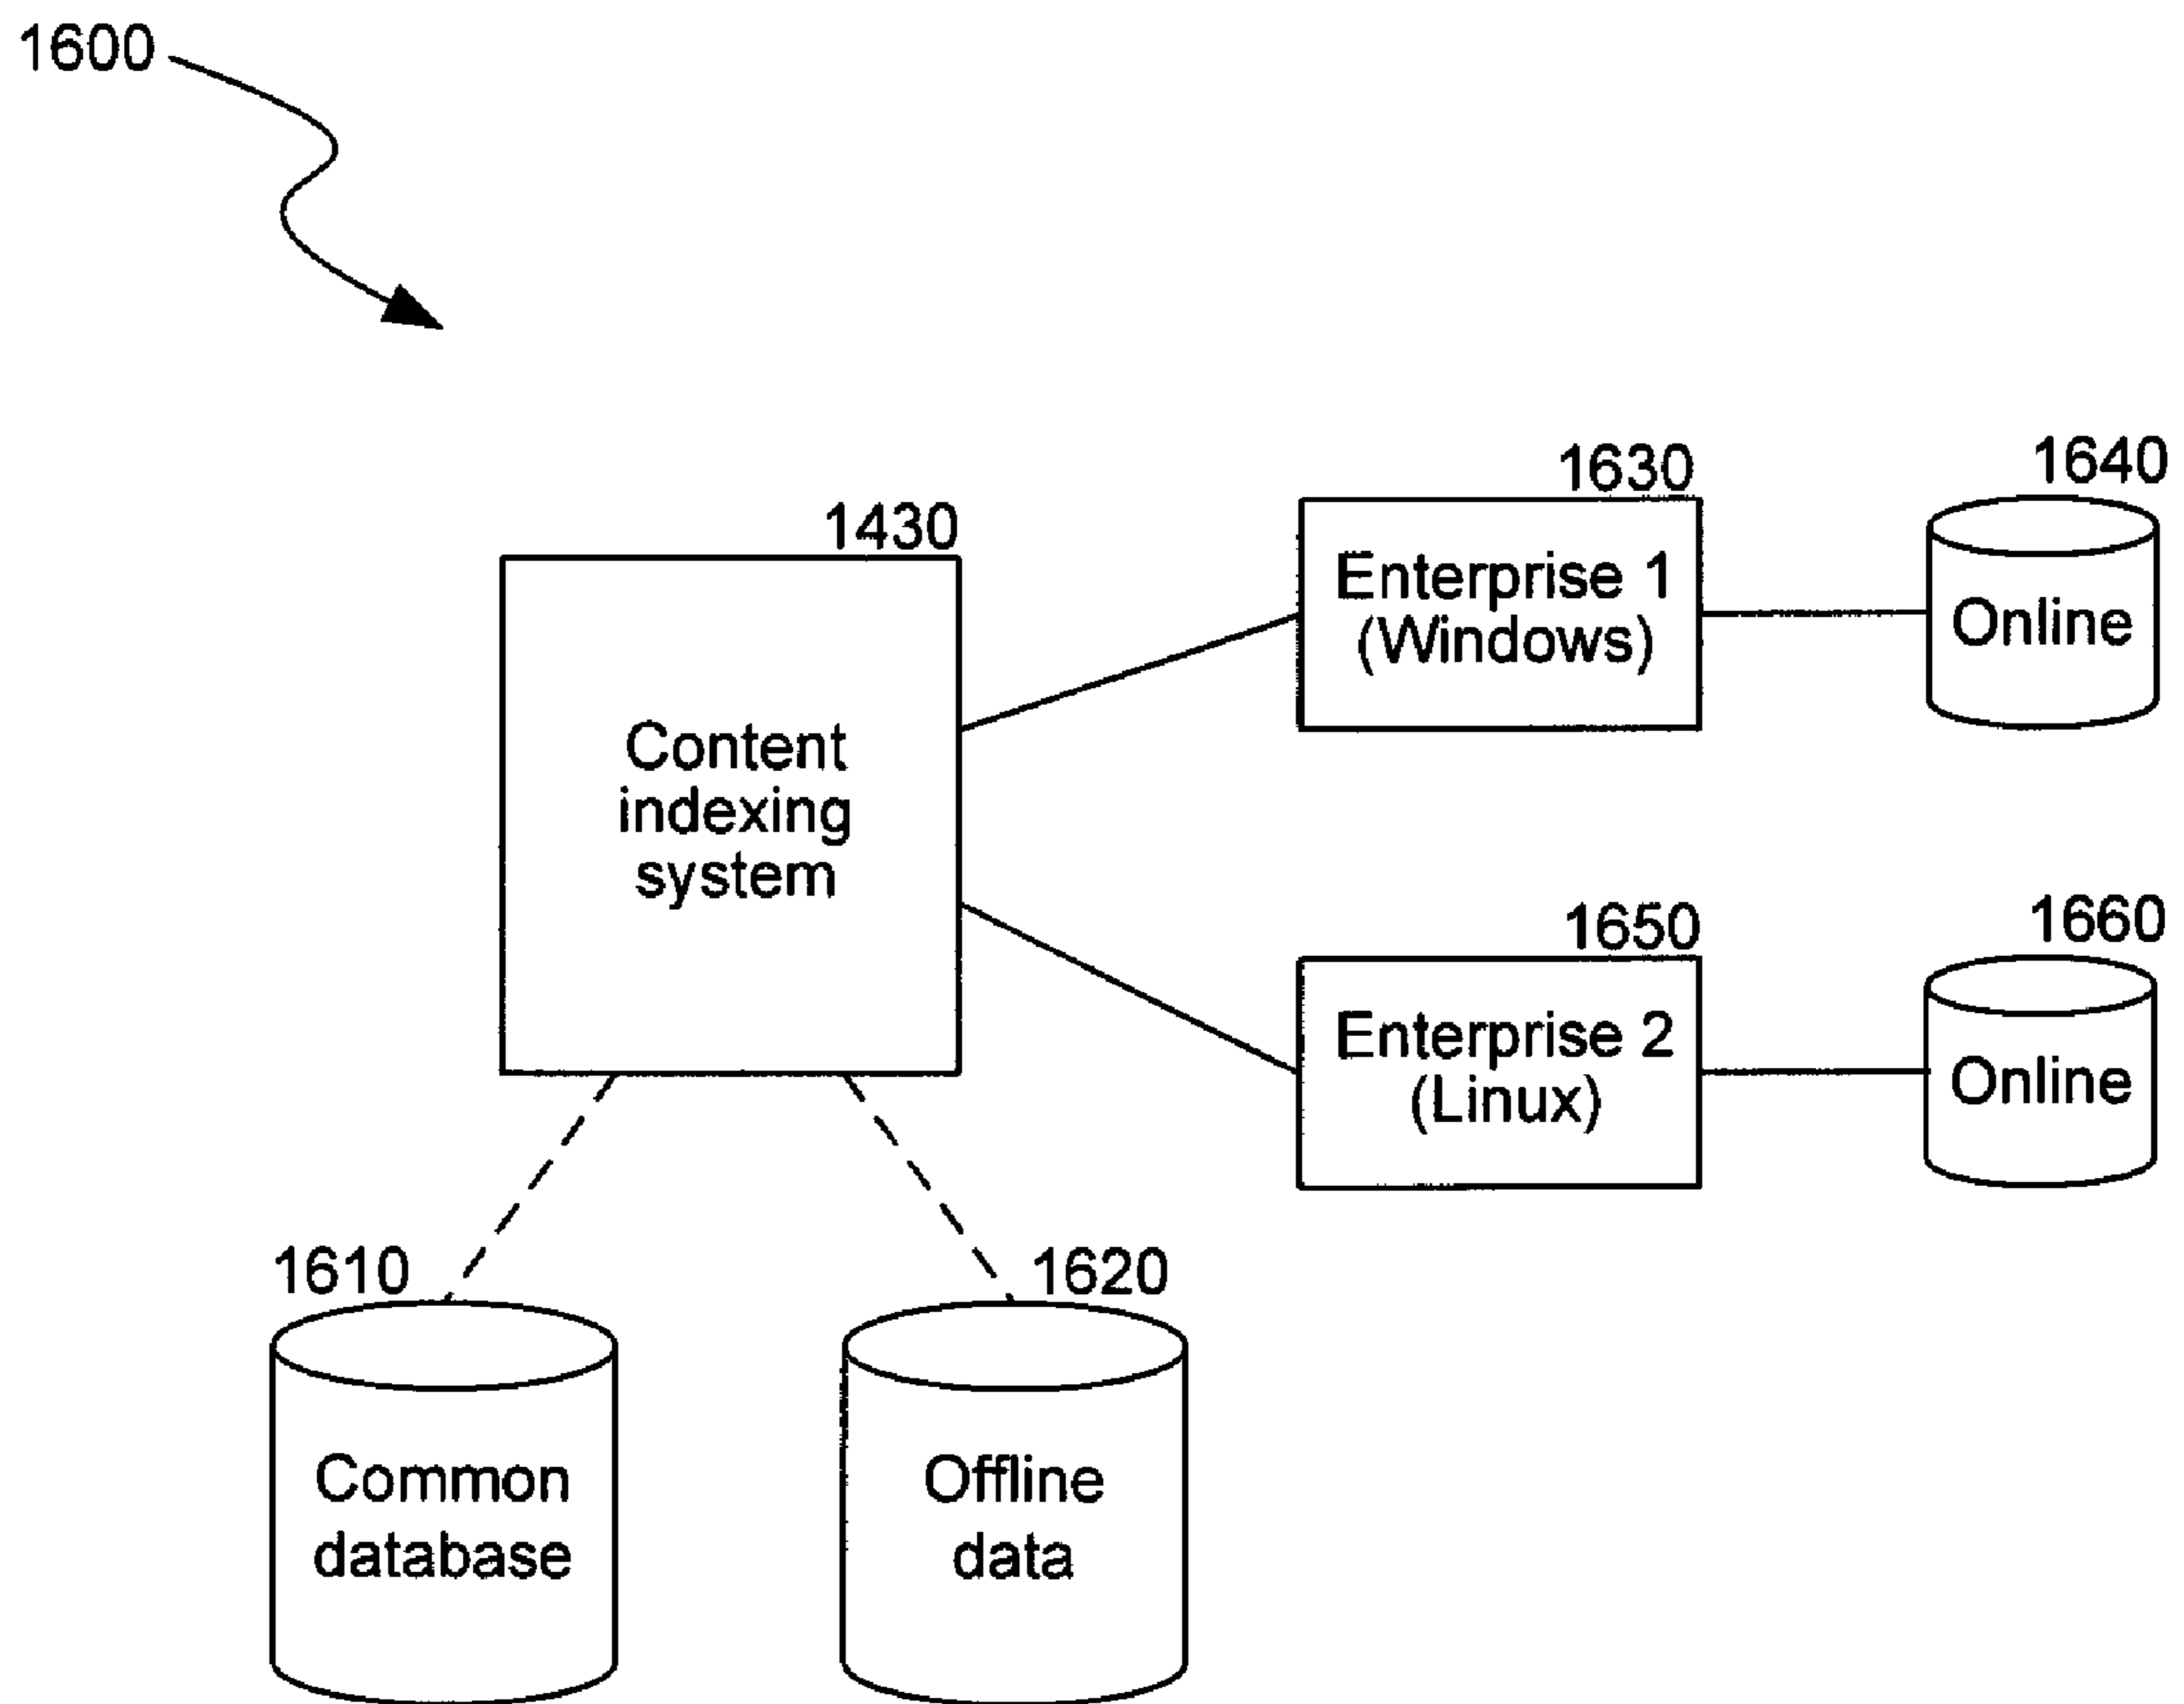 1600
1430
Content
indexing
system
1630
Enterprise 1
(Windows)
1640
Online
1650
Enterprise 2
(Linux)
1660
Online
1610
Common
database
1620
Offline
data